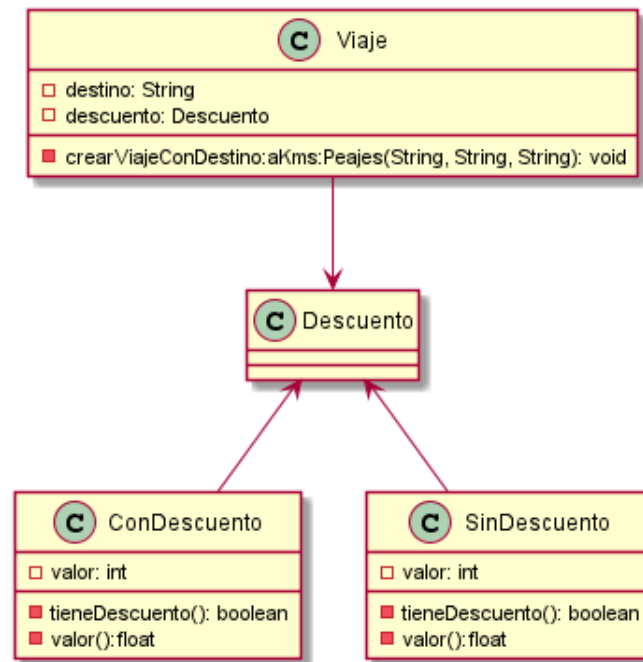 C Viaje
destino: String
descuento: Descuento
crearViajeConDestino:aKms:Peajes(String, String, String): void
C Descuento
C ConDescuento
valor: int
tieneDescuento(): boolean
valor():float
C SinDescuento
valor: int
tieneDescuento(): boolean
valor():float